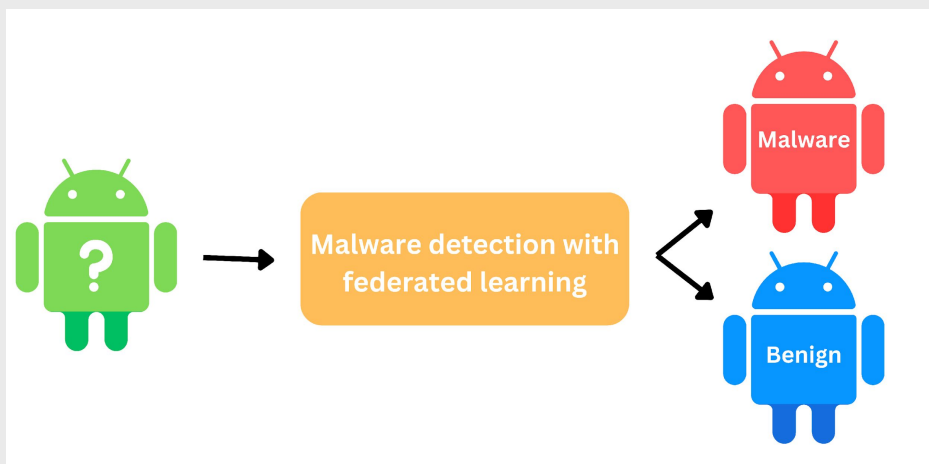 ?
Malware detection with
federated learning
Malware
Benign